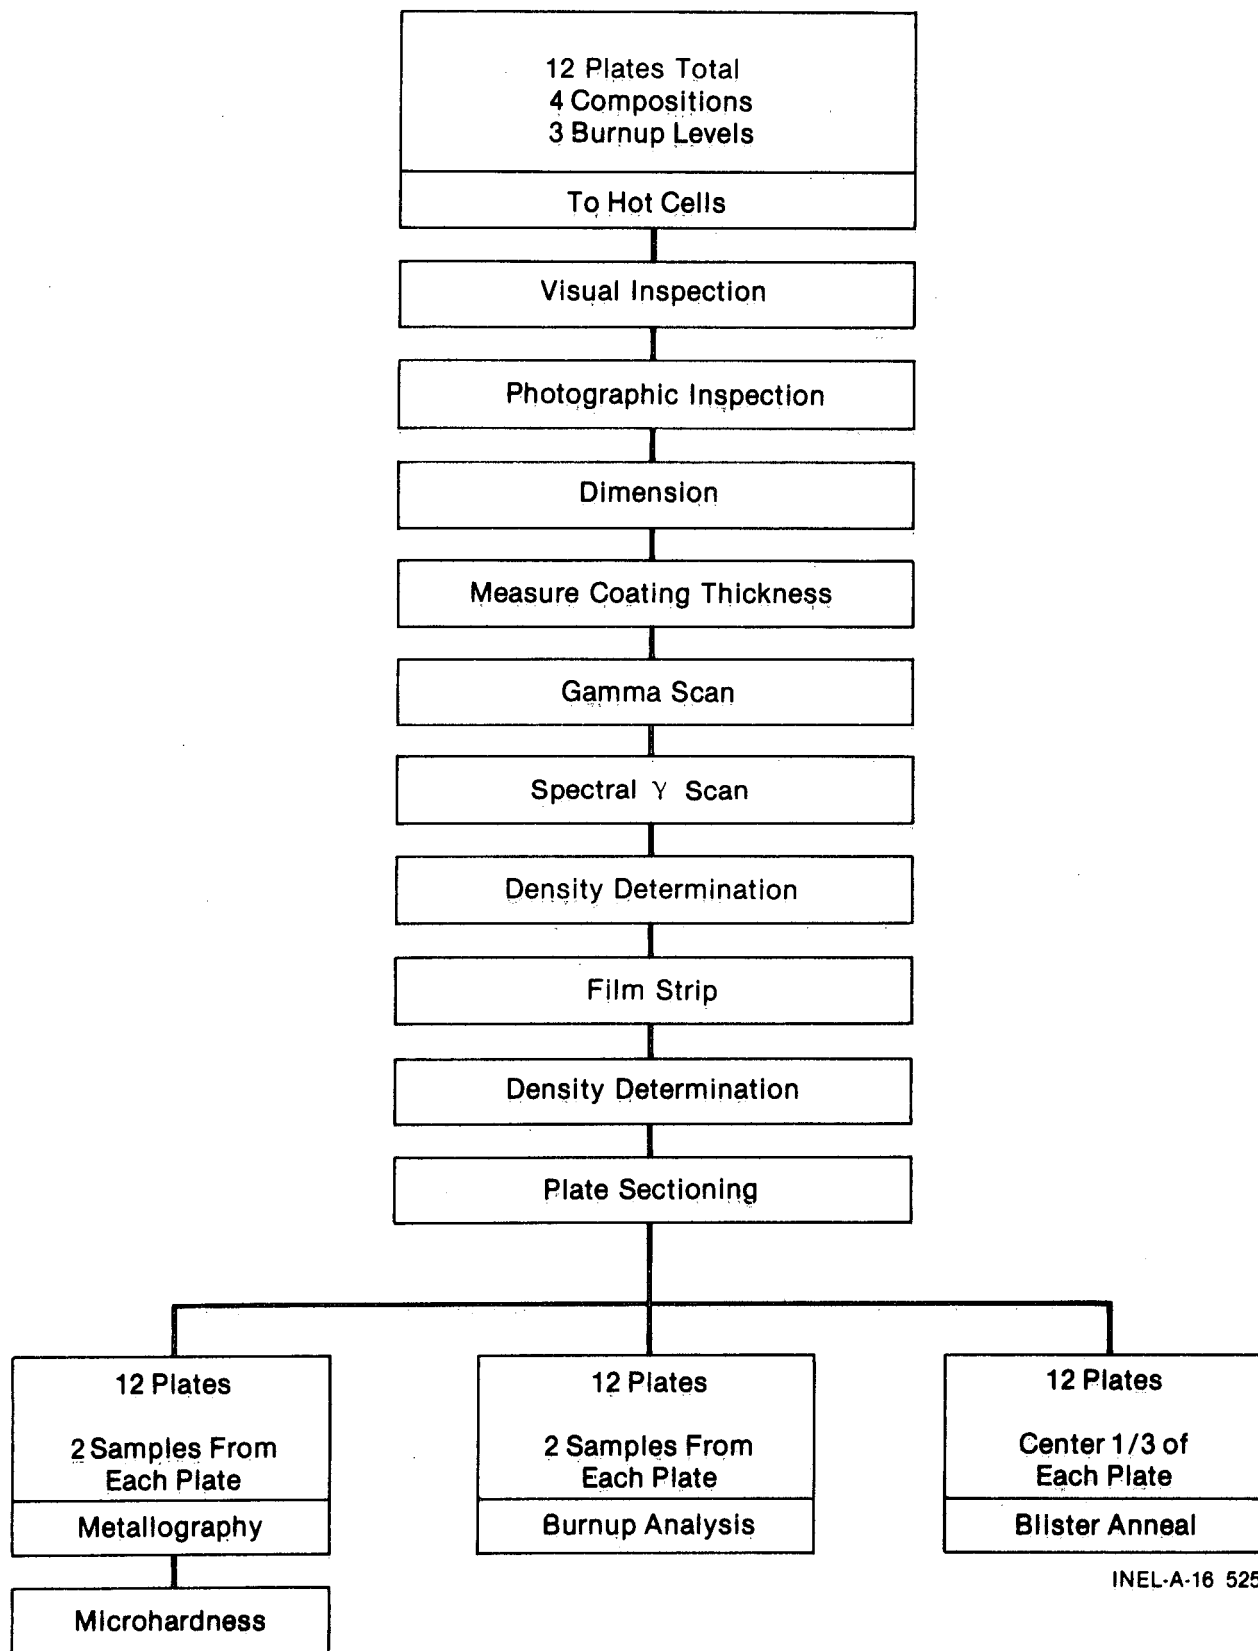 12 Plates Total
4 Compositions
3 Burnup Levels
To Hot Cells
Visual Inspection
Photographic Inspection
Dimension
Measure Coating Thickness
Gamma Scan
Spectral γ Scan
Density Determination
Film Strip
Density Determination
Plate Sectioning
12 Plates
2 Samples From
Each Plate
Metallography
Microhardness
12 Plates
2 Samples From
Each Plate
Burnup Analysis
12 Plates
Center 1/3 of
Each Plate
Blister Anneal
INEL-A-16 525